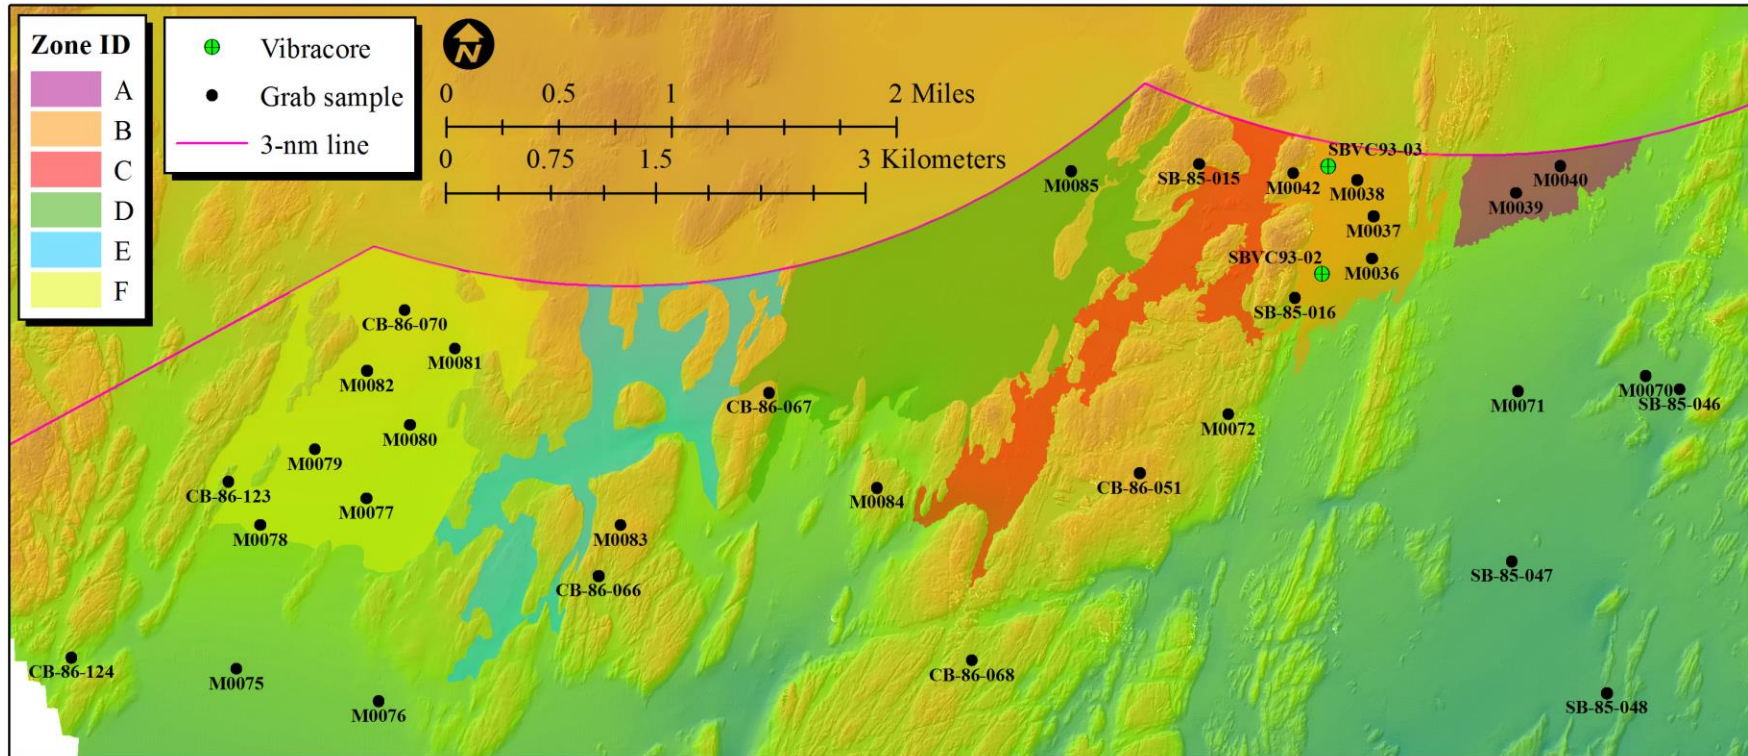 Zone ID
A
B
C
D
E
F
Vibracore
Grab sample
3-nm line
N
0 0.5 1 2 Miles
0 0.75 1.5 3 Kilometers
SBVC93-03
M0085
SB-85-015
M0042
M0038
M0040
M0039
M0037
SBVC93-02
M0036
SB-85-016
CB-86-070
M0081
M0082
CB-86-067
M0071
M0070
SB-85-046
M0080
M0072
M0079
CB-86-123
CB-86-051
M0077
M0084
M0078
M0083
CB-86-066
SB-85-047
CB-86-124
M0075
CB-86-068
M0076
SB-85-048